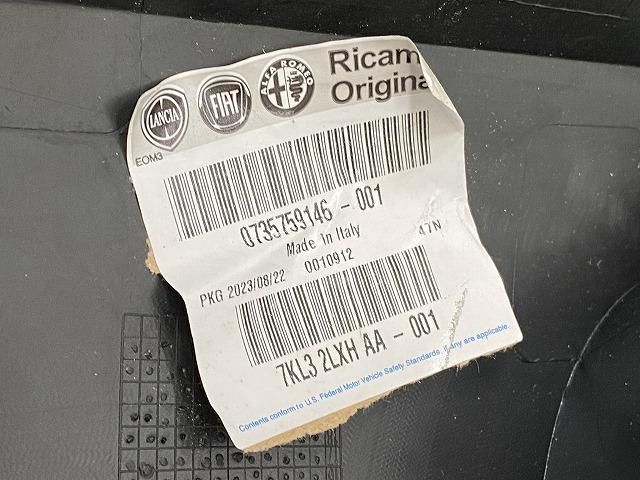 LANCIA
FIAT
ALFA ROMEO
Ricam
Origina
EOM3
0735759146 - 001
Made In Italy
47N
PKG 2023/08/22 0010912
7KL3 2LXH AA - 001
Contents conform to U.S. Federal Motor Vehicle Safety Standards, if any are applicable.